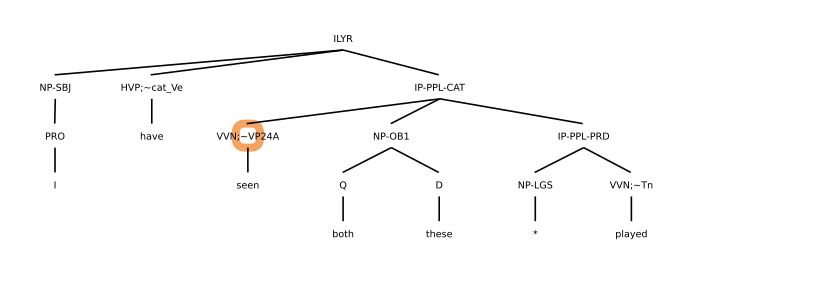 ILYR
NP-SBJ HVP;~cat_Ve IP-PPL-CAT
PRO have VVN;~VP24A NP-OB1 IP-PPL-PRD
I seen Q D NP-LGS VVN;~Tn
both these * played